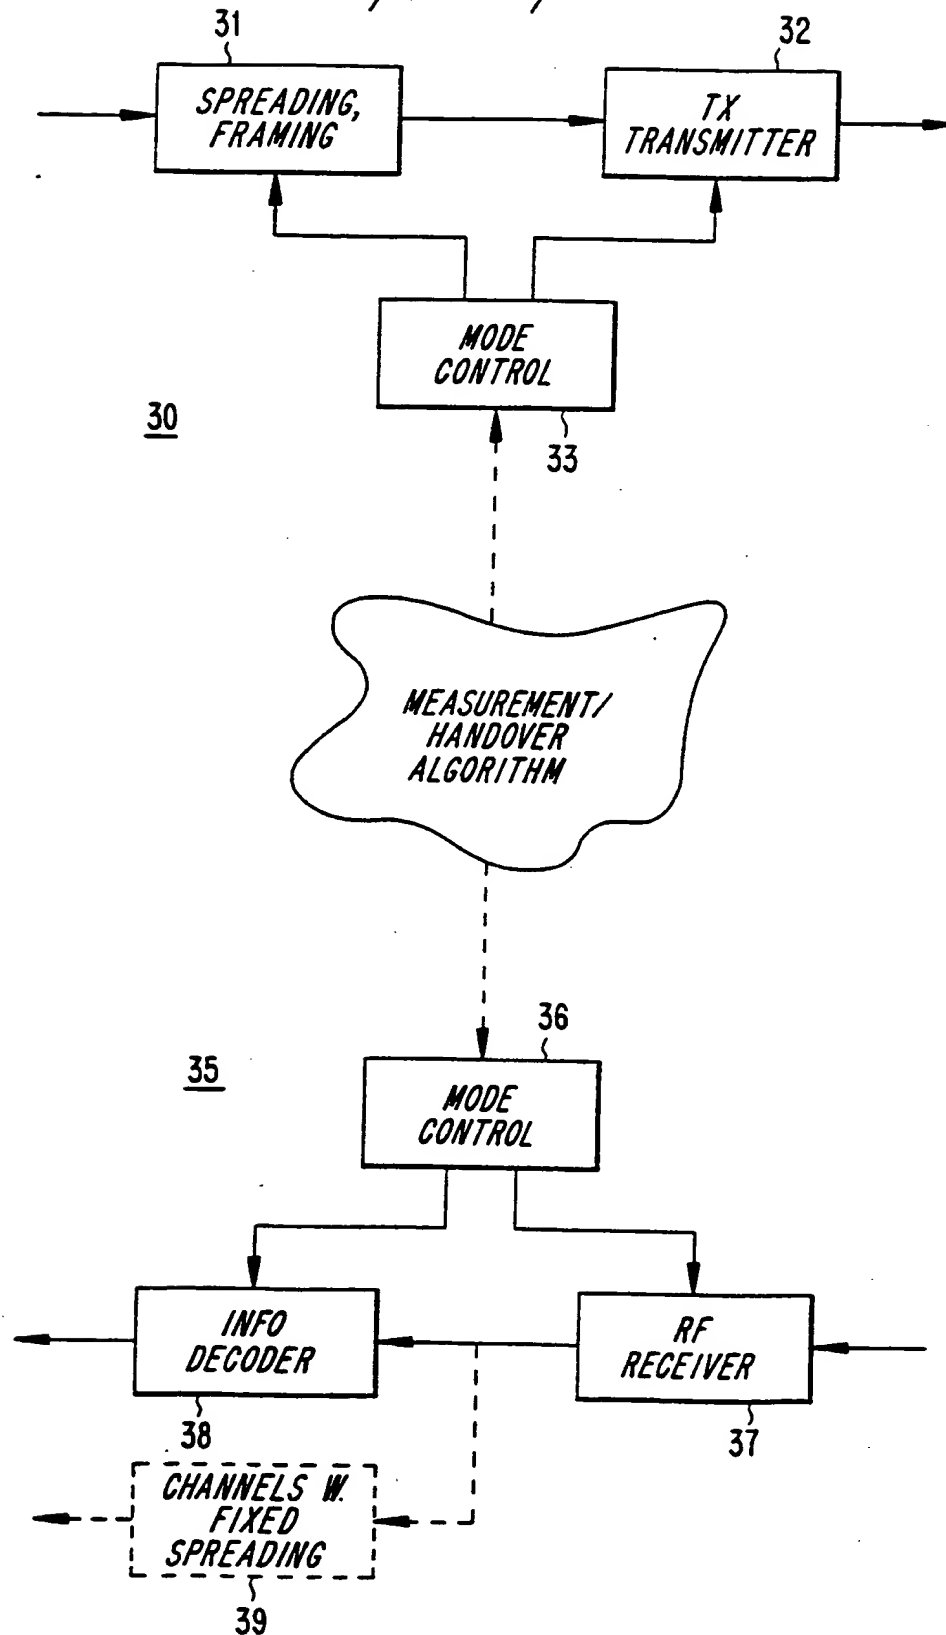 31
32
SPREADING,
FRAMING
TX
TRANSMITTER
MODE
CONTROL
30
33
MEASUREMENT/
HANDOVER
ALGORITHM
36
35
MODE
CONTROL
INFO
DECODER
RF
RECEIVER
38
37
CHANNELS W.
FIXED
SPREADING
39